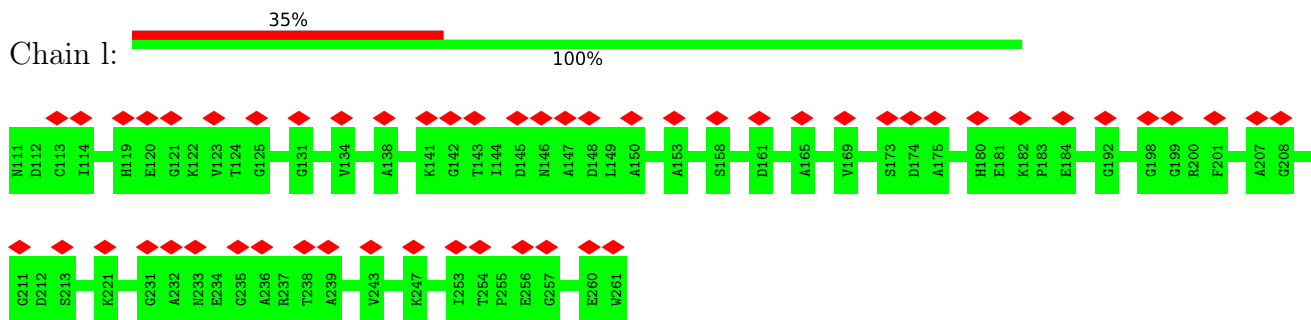 35%
Chain l:
100%
N111 D112 C113 I114 H119 E120 G121 K122 V123 T124 G125 G131 V134 A138 K141 G142 T143 I144 D145 N146 A147 D148 L149 A150 A153 S158 D161 A165 V169 S173 D174 A175 H180 E181 K182 P183 E184 G192 G198 G199 R200 F201 A207 G208
G211 D212 S213 K221 G231 A232 N233 E234 G235 A236 R237 T238 A239 V243 K247 I253 T254 P255 E256 G257 E260 W261